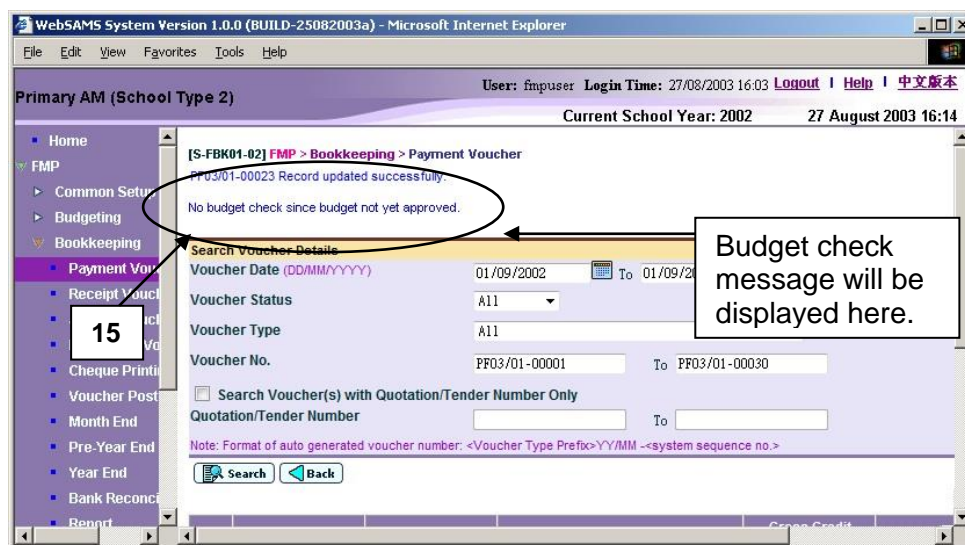 WebSAMS System Version 1.0.0 (BUILD-25082003a) - Microsoft Internet Explorer
File Edit View Favorites Tools Help
Primary AM (School Type 2)
User: fmpuser Login Time: 27/08/2003 16:03 Logout | Help | 中文版本
Current School Year: 2002 27 August 2003 16:14
Home
FMP
Common Setup
Budgeting
Bookkeeping
Payment Vou
Receipt Vouch
Cheque Printi
Voucher Post
Month End
Pre-Year End
Year End
Bank Reconci
Report
15
[S-FBK01-02] FMP > Bookkeeping > Payment Voucher
PF03/01-00023 Record updated successfully.
No budget check since budget not yet approved.
Search Voucher Details
Voucher Date (DD/MM/YYYY) 01/09/2002 To 01/09/20
Voucher Status All
Voucher Type All
Voucher No. PF03/01-00001 To PF03/01-00030
Search Voucher(s) with Quotation/Tender Number Only
Quotation/Tender Number To
Note: Format of auto generated voucher number: <Voucher Type Prefix>YY/MM -<system sequence no.>
Search Back
Budget check
message will be
displayed here.